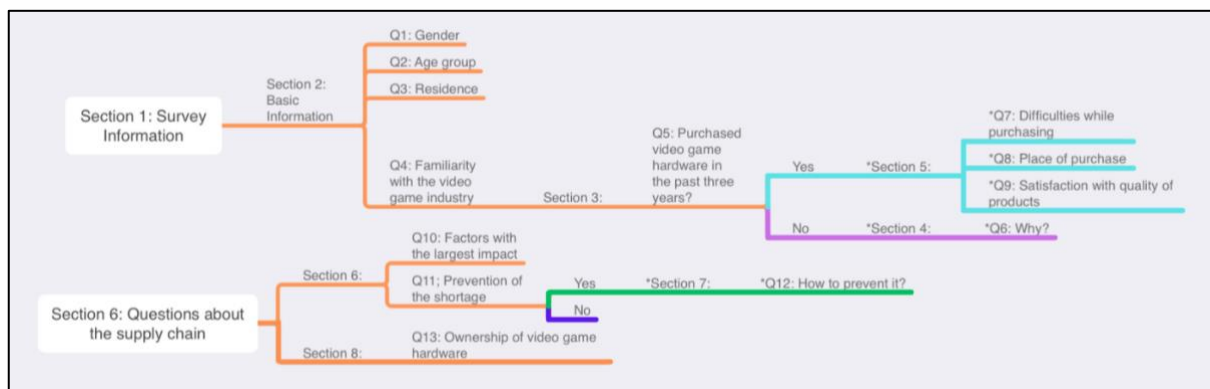 Section 1: Survey
Information
Section 2:
Basic
Information
Q1: Gender
Q2: Age group
Q3: Residence
Q4: Familiarity
with the video
game industry
Section 3:
Q5: Purchased
video game
hardware in
the past three
years?
Yes
*Section 5:
*Q7: Difficulties while
purchasing
*Q8: Place of purchase
*Q9: Satisfaction with quality of
products
No
*Section 4:
*Q6: Why?
Section 6: Questions about
the supply chain
Section 6:
Q10: Factors with
the largest impact
Q11; Prevention of
the shortage
Yes
*Section 7;
*Q12: How to prevent it?
No
Section 8:
Q13: Ownership of video game
hardware